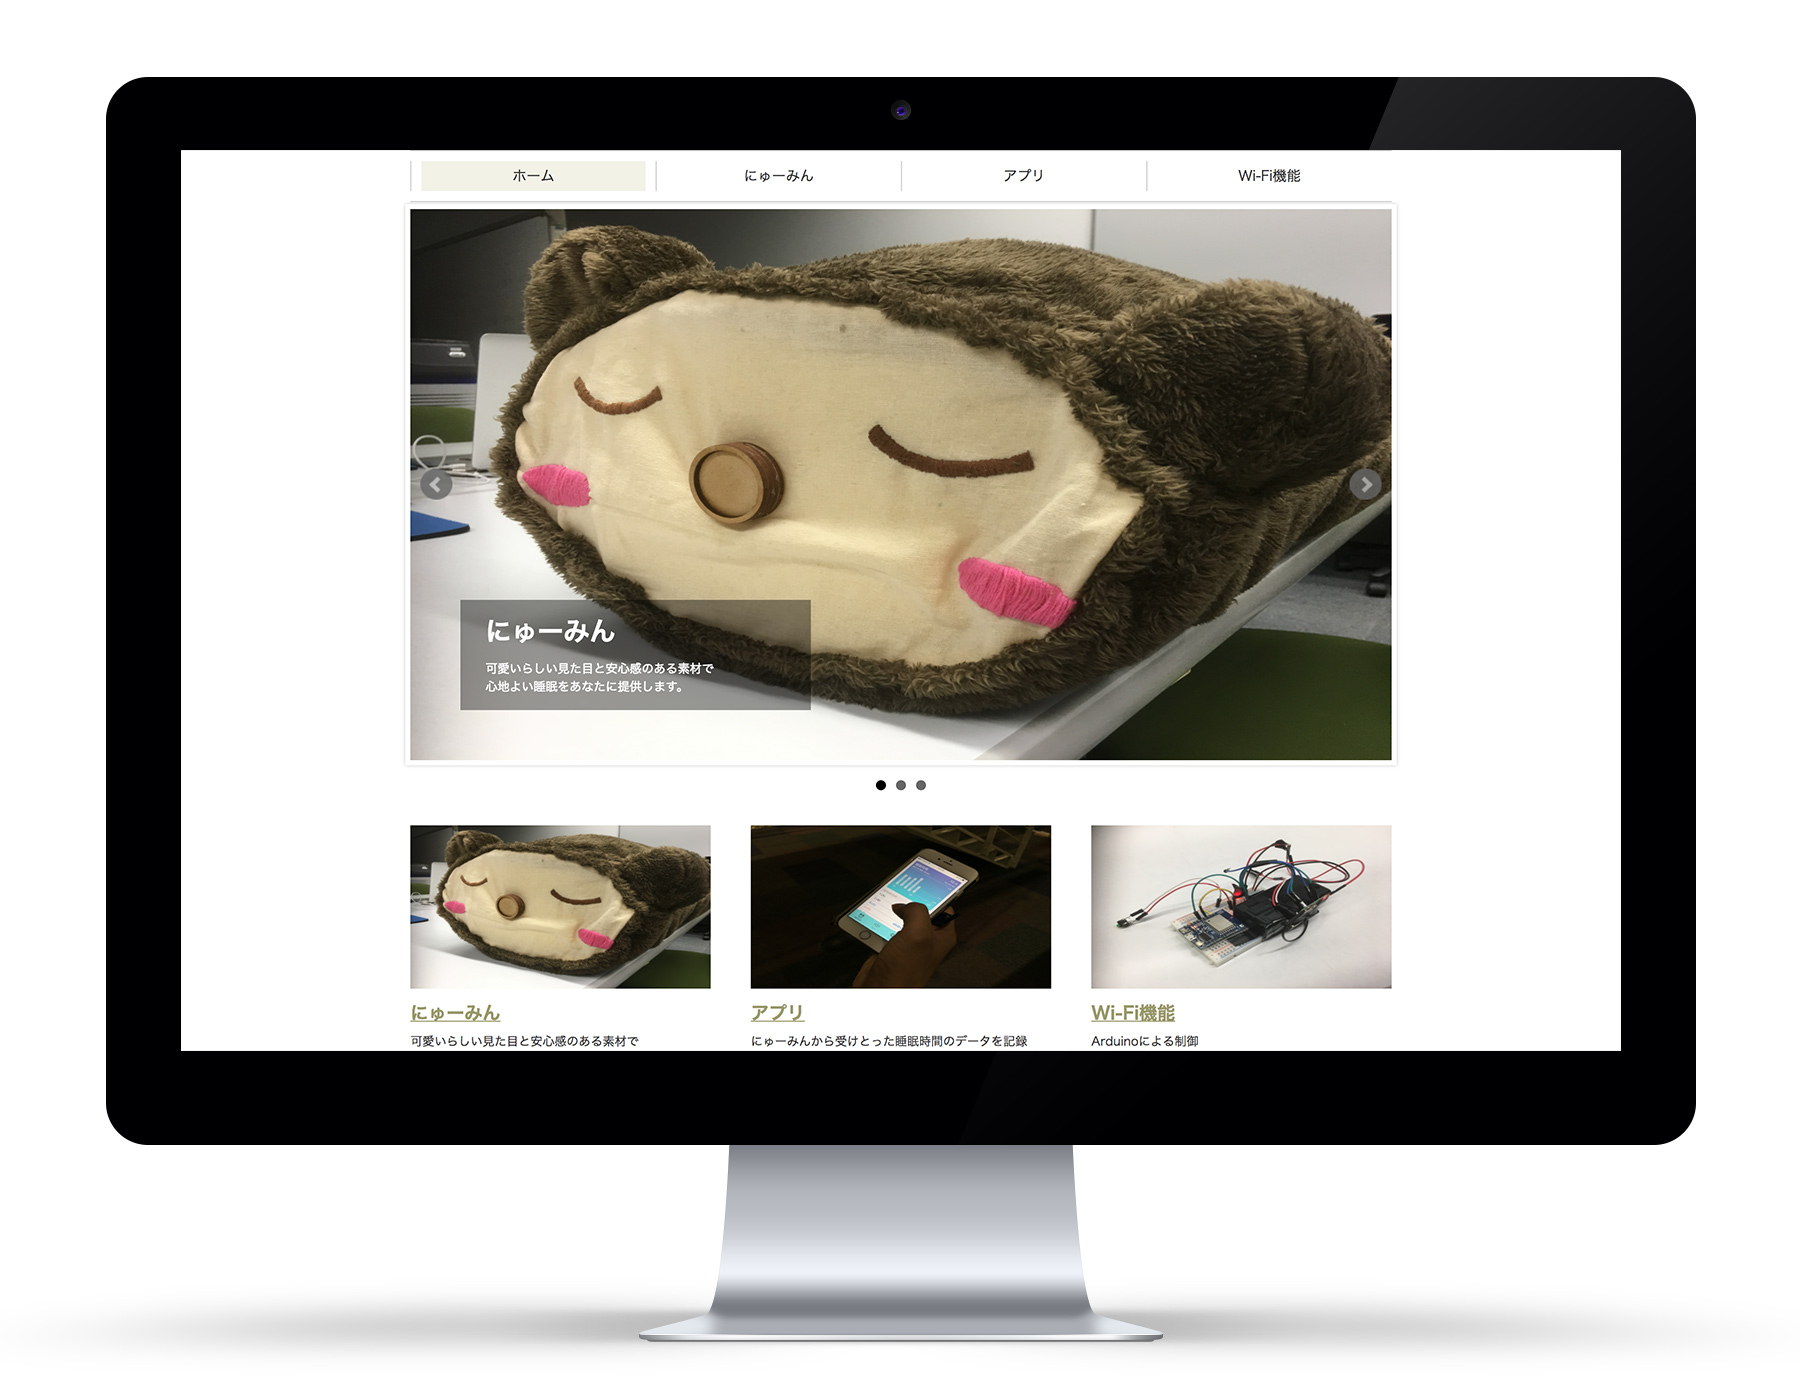 ホーム
にゅーみん
アプリ
Wi-Fi機能
にゅーみん
可愛いらしい見た目と安心感のある素材で
心地よい睡眠をあなたに提供します。
にゅーみん
可愛いらしい見た目と安心感のある素材で
アプリ
にゅーみんから受けとった睡眠時間のデータを記録
Wi-Fi機能
Arduinoによる制御